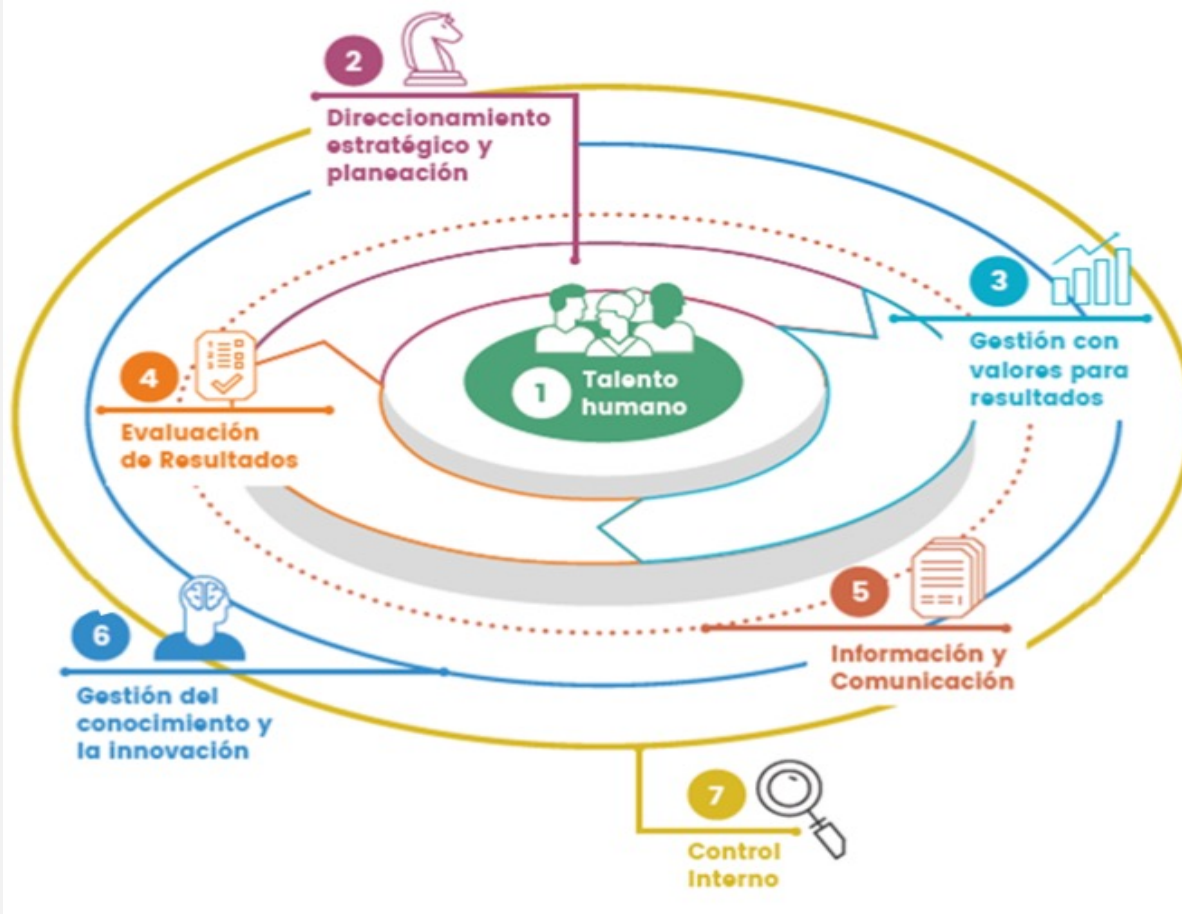 2
Direccionamiento
estratégico y
planeación
3
Gestión con
valores para
resultados
1
Talento
humano
4
Evaluación
de Resultados
5
Información y
Comunicación
6
Gestión del
conocimiento y
la innovación
7
Control
Interno